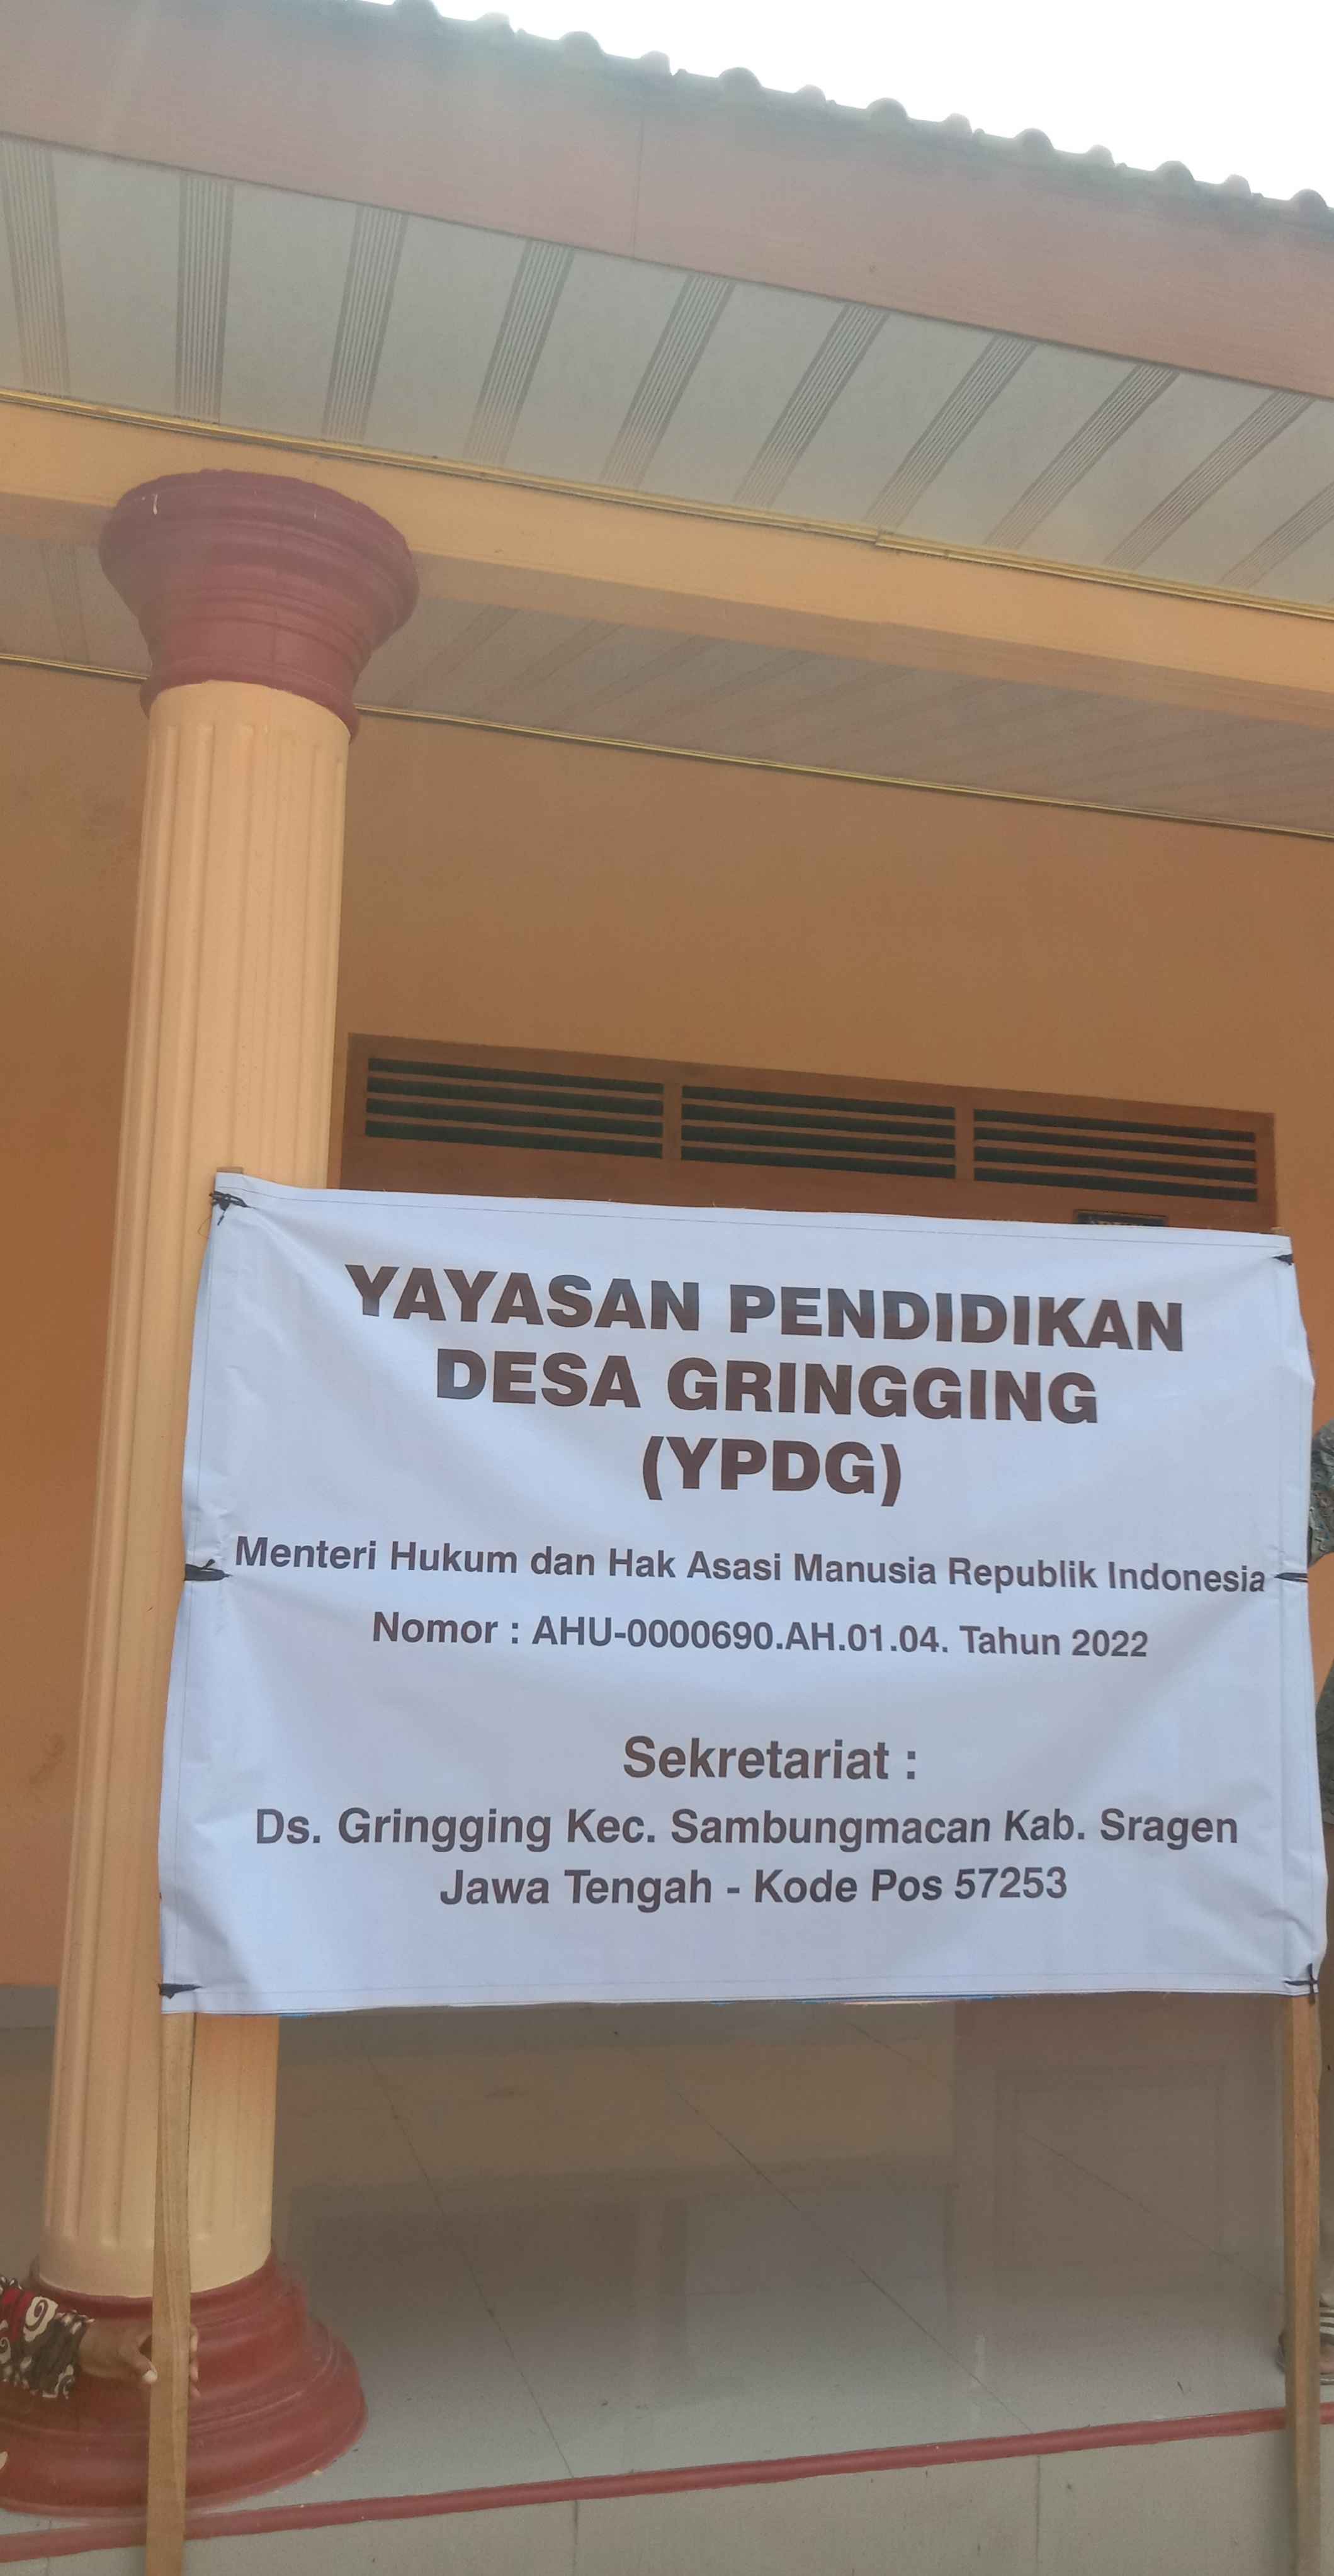 YAYASAN PENDIDIKAN
DESA GRINGGING
(YPDG)
Menteri Hukum dan Hak Asasi Manusia Republik Indonesia
Nomor : AHU-0000690.AH.01.04. Tahun 2022
Sekretariat :
Ds. Gringging Kec. Sambungmacan Kab. Sragen
Jawa Tengah - Kode Pos 57253